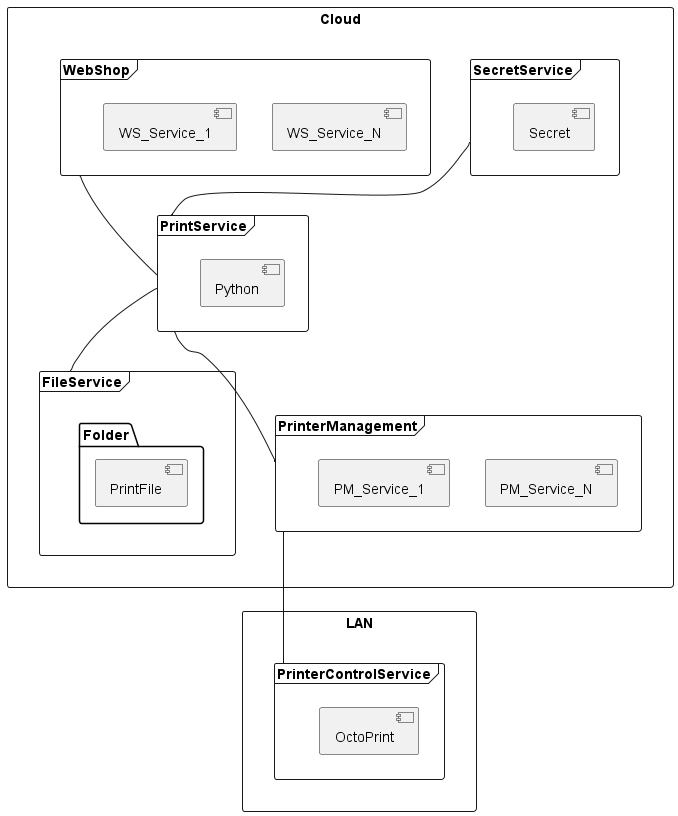 Cloud
WebShop
SecretService
WS_Service_1
WS_Service_N
Secret
PrintService
Python
FileService
Folder
PrintFile
PrinterManagement
PM_Service_1
PM_Service_N
LAN
PrinterControlService
OctoPrint